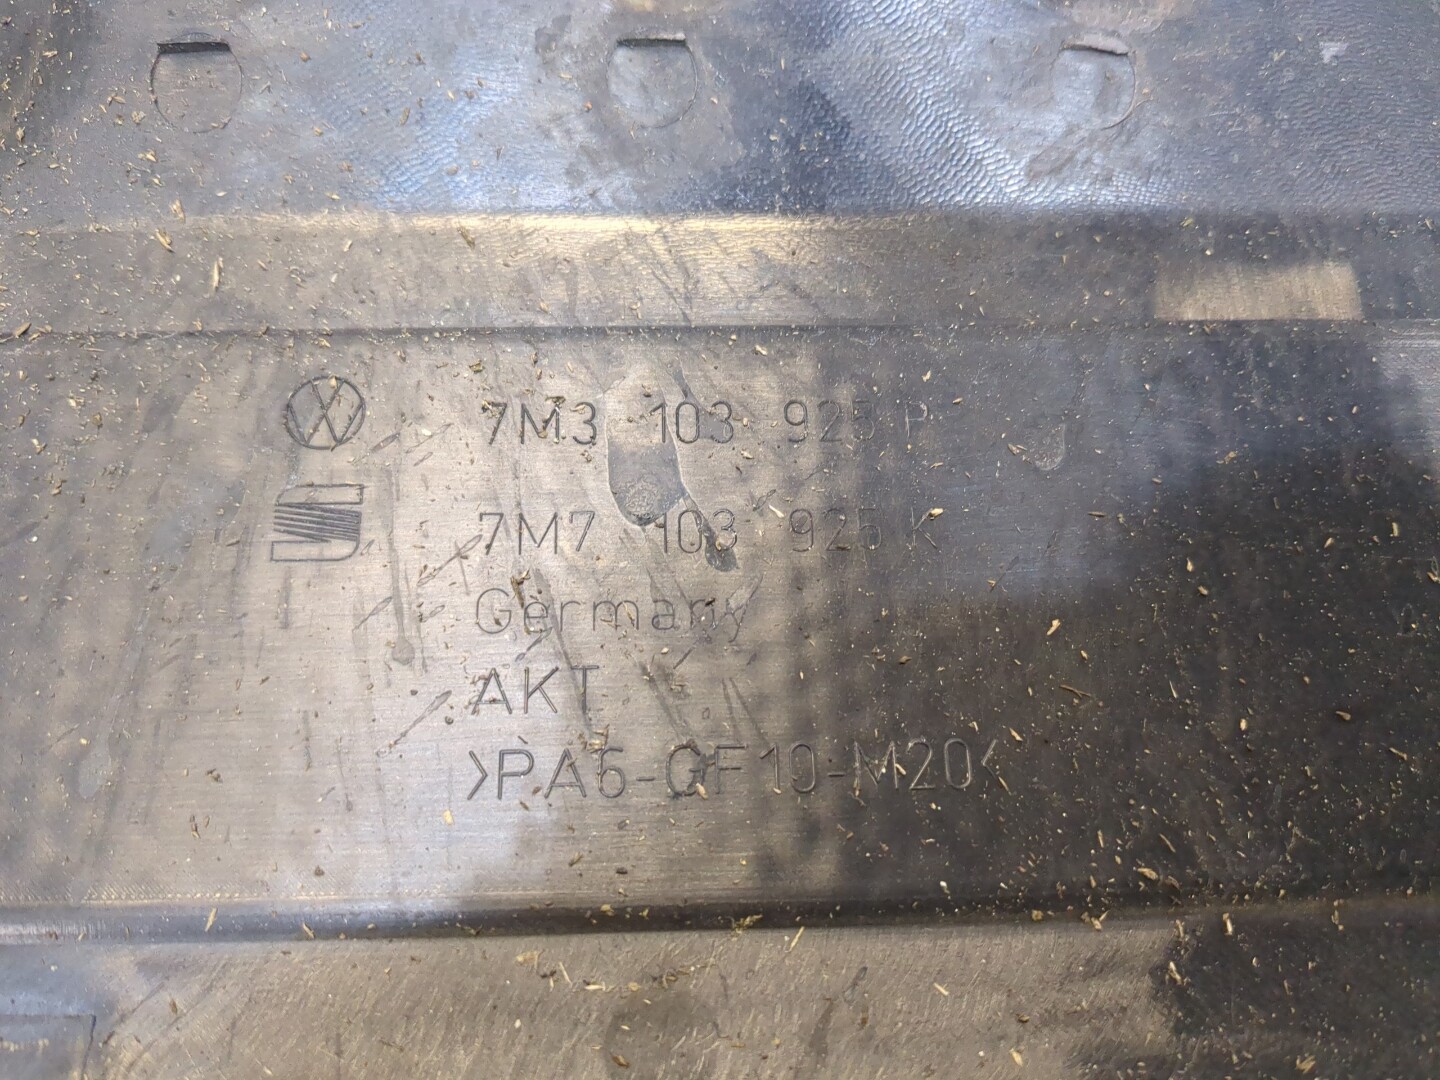 7M3 103 925 P
7M7 103 925 K
Germany
AKT
>PA6-GF10-M20<